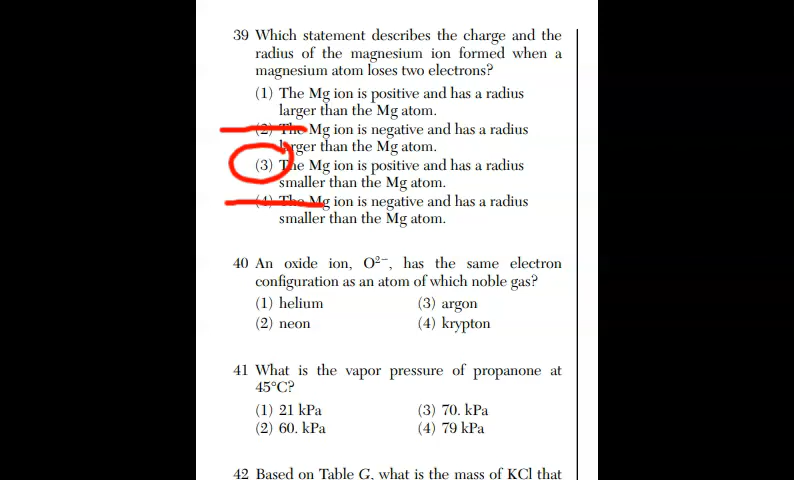 39 Which statement describes the charge and the
radius of the magnesium ion formed when a
magnesium atom loses two electrons?
(1) The Mg ion is positive and has a radius
larger than the Mg atom.
(2) The Mg ion is negative and has a radius
larger than the Mg atom.
(3) The Mg ion is positive and has a radius
smaller than the Mg atom.
(4) The Mg ion is negative and has a radius
smaller than the Mg atom.
40 An oxide ion, O²⁻, has the same electron
configuration as an atom of which noble gas?
(1) helium (3) argon
(2) neon (4) krypton
41 What is the vapor pressure of propanone at
45°C?
(1) 21 kPa (3) 70. kPa
(2) 60. kPa (4) 79 kPa
42 Based on Table G, what is the mass of KCl that